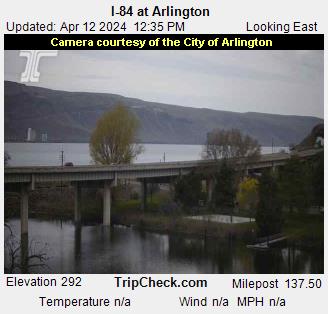 I-84 at Arlington
Updated: Apr 12 2024 12:35 PM Looking East
Camera courtesy of the City of Arlington
Elevation 292 TripCheck.com Milepost 137.50
Temperature n/a Wind n/a MPH n/a